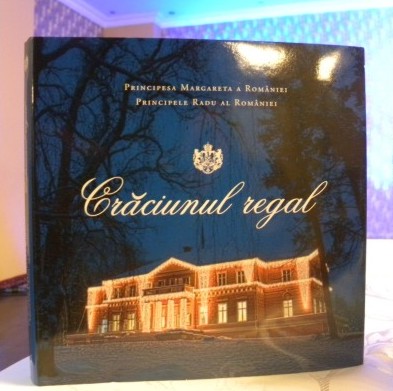 Principesa Margareta a României
Principele Radu al României
Crăciunul regal